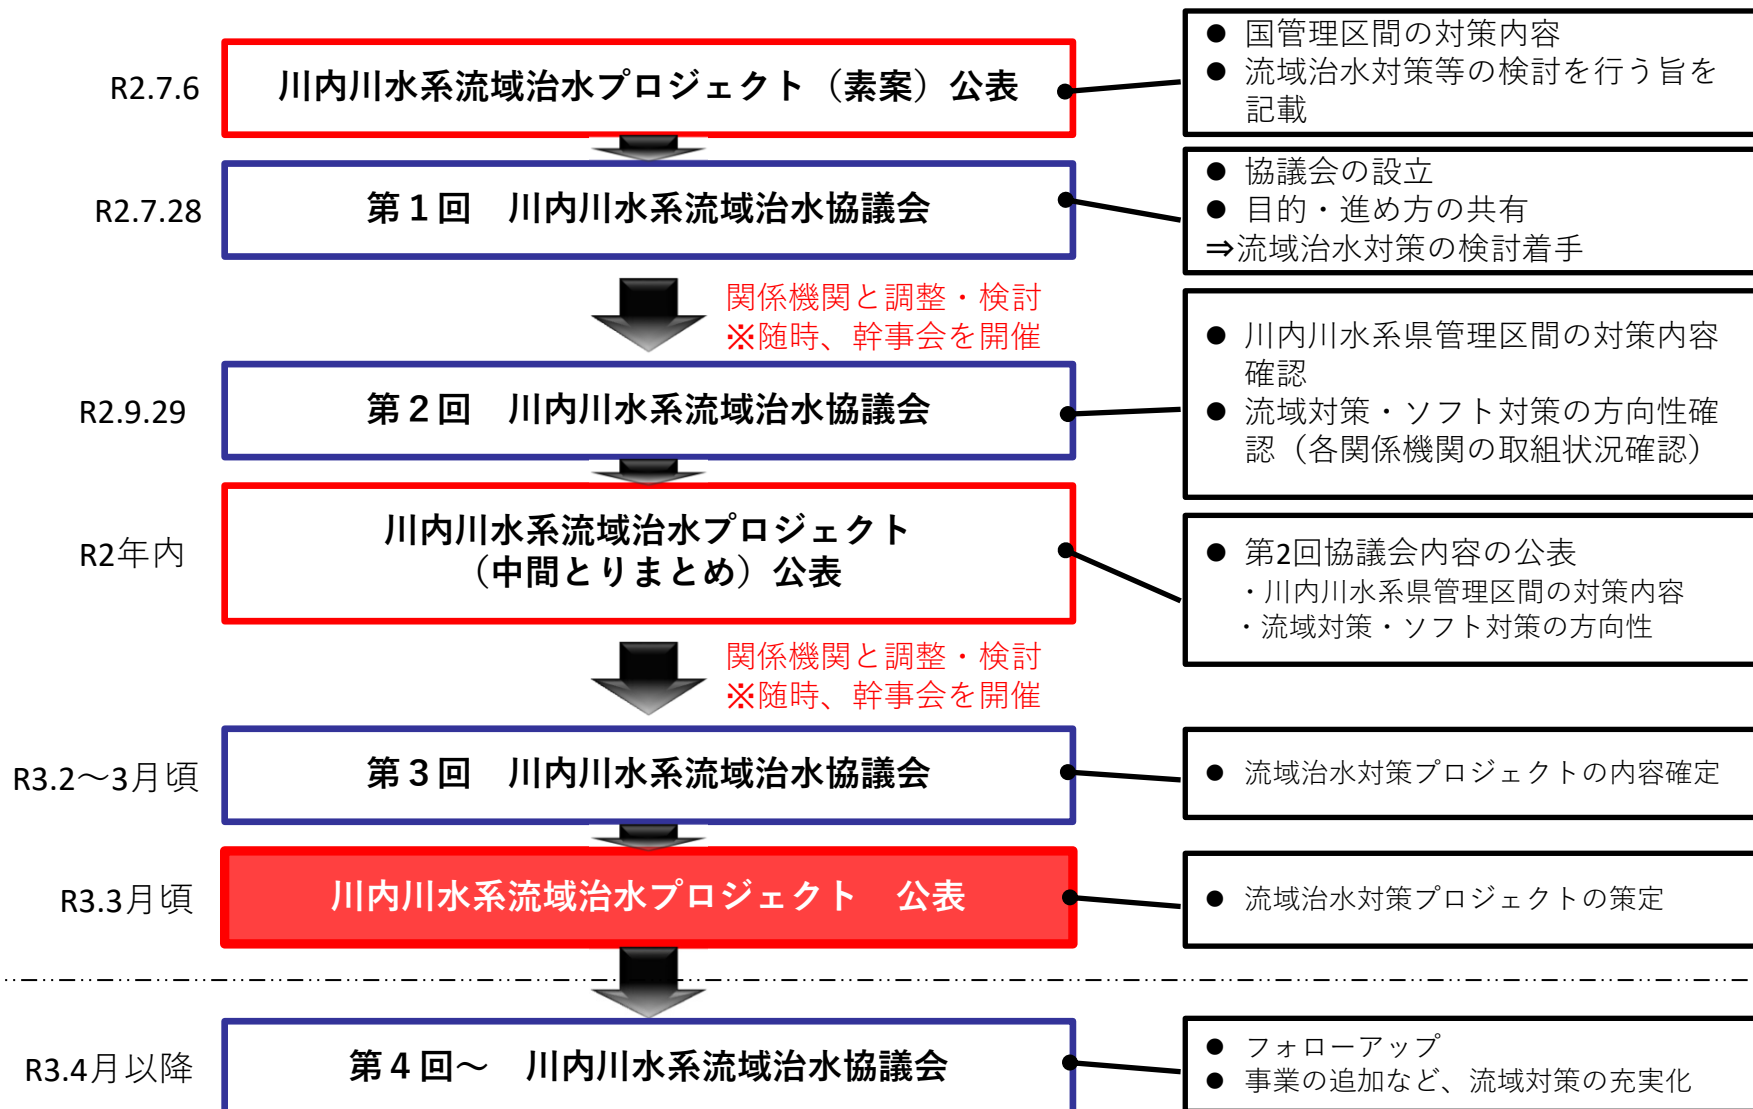 R2.7.6
川内川水系流域治水プロジェクト（素案）公表
● 国管理区間の対策内容
● 流域治水対策等の検討を行う旨を
記載
R2.7.28
第１回　川内川水系流域治水協議会
● 協議会の設立
● 目的・進め方の共有
⇒流域治水対策の検討着手
関係機関と調整・検討
※随時、幹事会を開催
R2.9.29
第２回　川内川水系流域治水協議会
● 川内川水系県管理区間の対策内容
確認
● 流域対策・ソフト対策の方向性確
認（各関係機関の取組状況確認）
R2年内
川内川水系流域治水プロジェクト
（中間とりまとめ）公表
● 第2回協議会内容の公表
・川内川水系県管理区間の対策内容
・流域対策・ソフト対策の方向性
関係機関と調整・検討
※随時、幹事会を開催
R3.2～3月頃
第３回　川内川水系流域治水協議会
● 流域治水対策プロジェクトの内容確定
R3.3月頃
川内川水系流域治水プロジェクト　公表
● 流域治水対策プロジェクトの策定
R3.4月以降
第４回～　川内川水系流域治水協議会
● フォローアップ
● 事業の追加など、流域対策の充実化